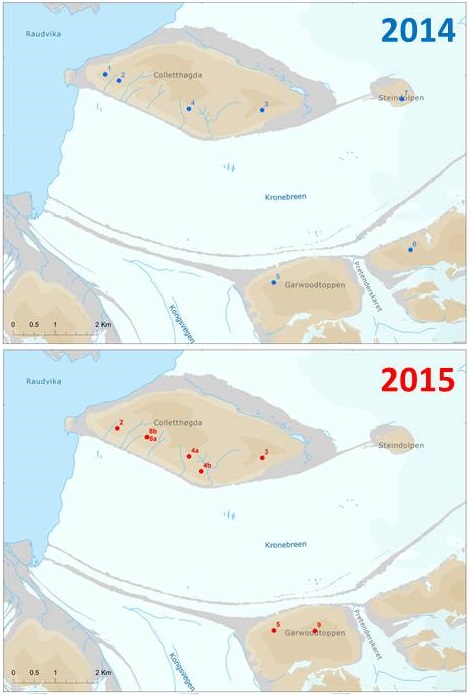 2014
Raudvika
1
2
Colletthøgda
4
3
7
Steindolpen
Kronebreen
6
5
Garwoodtoppen
Pretenderskaret
Kongsvegen
0 0.5 1 2 Km
2015
Raudvika
2
Colletthøgda
8b
8a
4a
4b
3
Steindolpen
Kronebreen
5
9
Garwoodtoppen
Pretenderskaret
Kongsvegen
0 0.5 1 2 Km